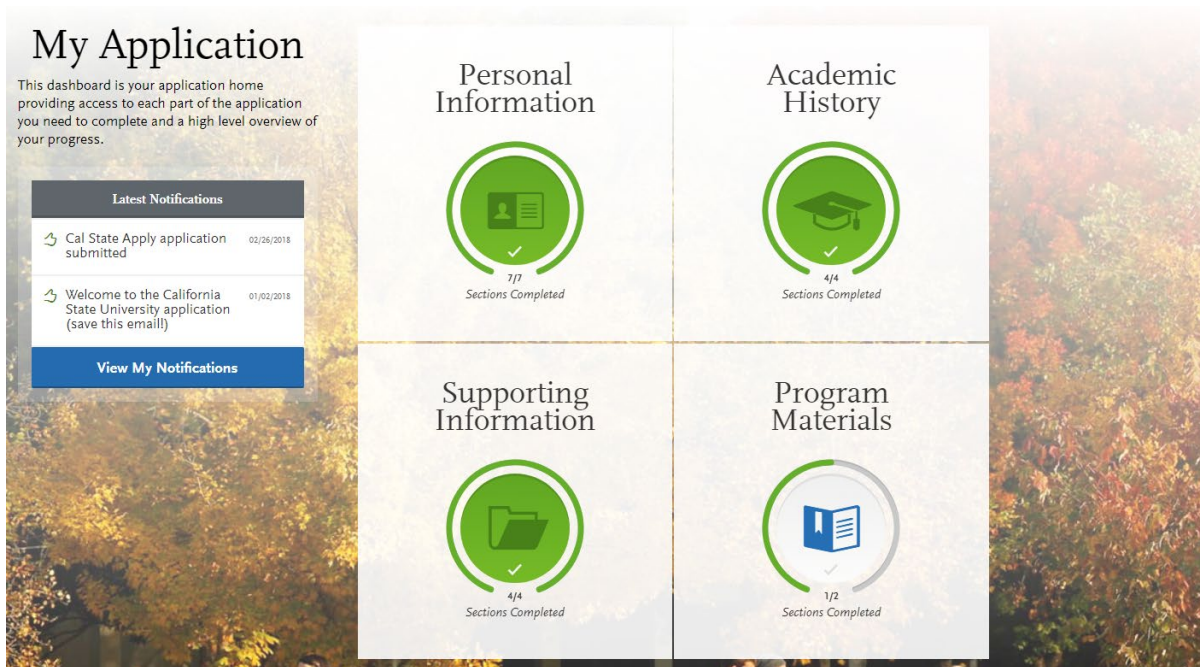 My Application
This dashboard is your application home
providing access to each part of the application
you need to complete and a high level overview of
your progress.
Latest Notifications
Cal State Apply application
submitted
02/26/2018
Welcome to the California
State University application
(save this email!)
01/02/2018
View My Notifications
Personal
Information
7/7
Sections Completed
Academic
History
4/4
Sections Completed
Supporting
Information
4/4
Sections Completed
Program
Materials
1/2
Sections Completed